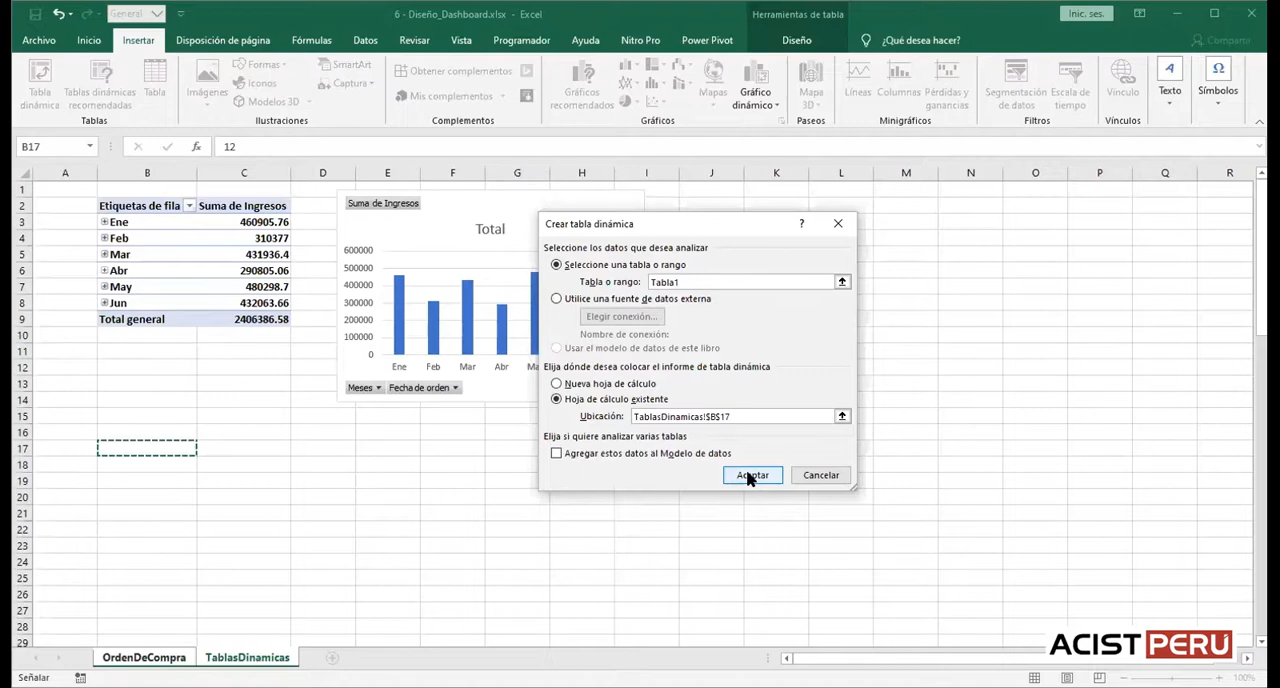 General
6 - Diseño_Dashboard.xlsx - Excel
Herramientas de tabla
Inic. ses.
Archivo Inicio Insertar Disposición de página Fórmulas Datos Revisar Vista Programador Ayuda Nitro Pro Power Pivot Diseño ¿Qué desea hacer? Compartir
Tabla dinámica
Tablas dinámicas recomendadas
Tabla
Tablas
Imágenes
Formas
Iconos
Modelos 3D
SmartArt
Captura
Ilustraciones
Obtener complementos
Mis complementos
Complementos
Gráficos recomendados
Mapas
Gráfico dinámico
Gráficos
Mapa 3D
Paseos
Líneas
Columnas
Pérdidas y ganancias
Minigráficos
Segmentación de datos
Escala de tiempo
Filtros
Vínculo
Vínculos
Texto
Símbolos
B17
fx
12
A B C D E F G H I J K L M N O P Q R
1
2 Etiquetas de fila Suma de Ingresos
3 Ene 460905.76
4 Feb 310377
5 Mar 431936.4
6 Abr 290805.06
7 May 480298.7
8 Jun 432063.66
9 Total general 2406386.58
10
11
12
13
14
15
16
17
18
19
20
21
22
23
24
25
26
27
28
29
Suma de Ingresos
Total
600000
500000
400000
300000
200000
100000
0
Ene Feb Mar Abr
Meses Fecha de orden
Crear tabla dinámica ?
Seleccione los datos que desea analizar
Seleccione una tabla o rango
Tabla o rango: Tabla1
Utilice una fuente de datos externa
Elegir conexión...
Nombre de conexión:
Usar el modelo de datos de este libro
Elija dónde desea colocar el informe de tabla dinámica
Nueva hoja de cálculo
Hoja de cálculo existente
Ubicación: TablasDinamicas!$B$17
Elija si quiere analizar varias tablas
Agregar estos datos al Modelo de datos
Aceptar Cancelar
OrdenDeCompra TablasDinamicas
ACIST PERÚ
Señalar
100%